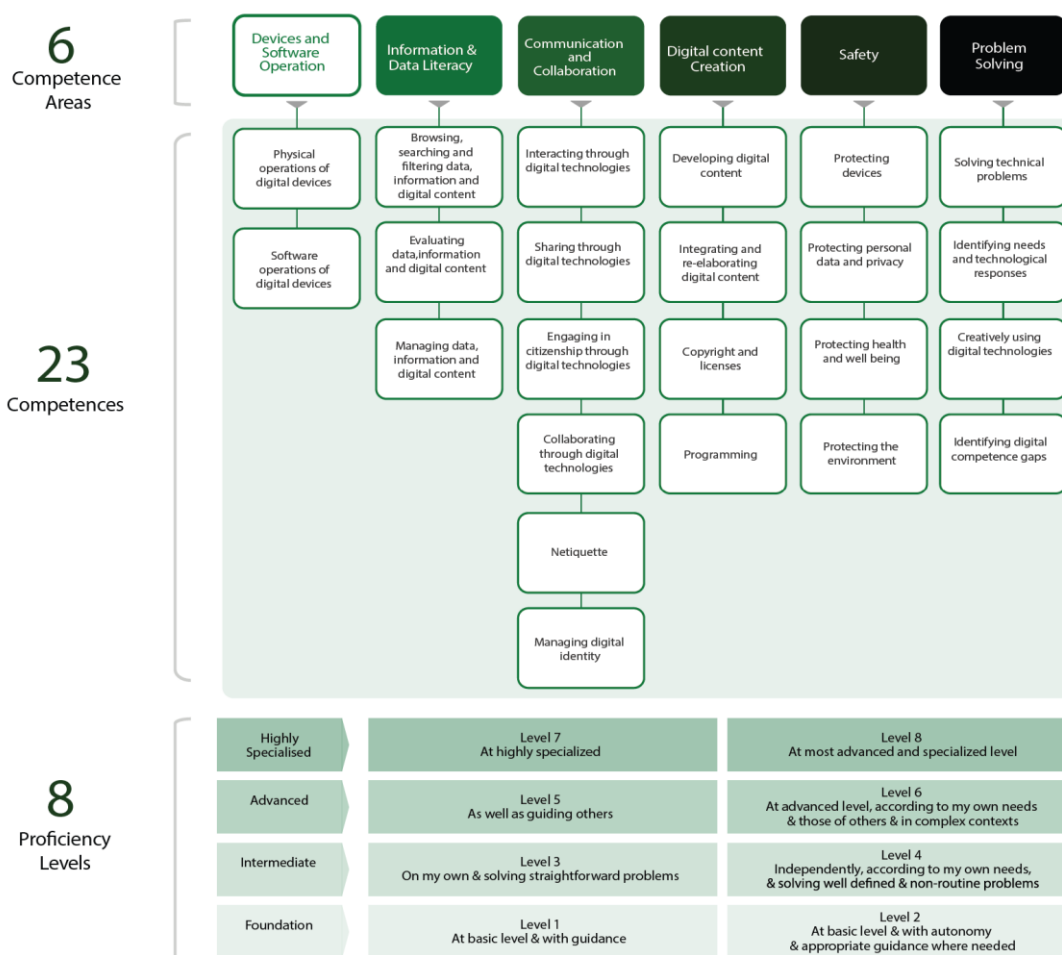 6
Competence
Areas
Devices and
Software
Operation
Information &
Data Literacy
Communication
and
Collaboration
Digital content
Creation
Safety
Problem
Solving
23
Competences
Physical
operations of
digital devices
Software
operations of
digital devices
Browsing,
searching and
filtering data,
information and
digital content
Evaluating
data,information
and digital content
Managing data,
information and
digital content
Interacting through
digital technologies
Sharing through
digital technologies
Engaging in
citizenship through
digital technologies
Collaborating
through digital
technologies
Netiquette
Managing digital
identity
Developing digital
content
Integrating and
re-elaborating
digital content
Copyright and
licenses
Programming
Protecting
devices
Protecting personal
data and privacy
Protecting health
and well being
Protecting the
environment
Solving technical
problems
Identifying needs
and technological
responses
Creatively using
digital technologies
Identifying digital
competence gaps
8
Proficiency
Levels
Highly
Specialised
Level 7
At highly specialized
Level 8
At most advanced and specialized level
Advanced
Level 5
As well as guiding others
Level 6
At advanced level, according to my own needs
& those of others & in complex contexts
Intermediate
Level 3
On my own & solving straightforward problems
Level 4
Independently, according to my own needs,
& solving well defined & non-routine problems
Foundation
Level 1
At basic level & with guidance
Level 2
At basic level & with autonomy
& appropriate guidance where needed